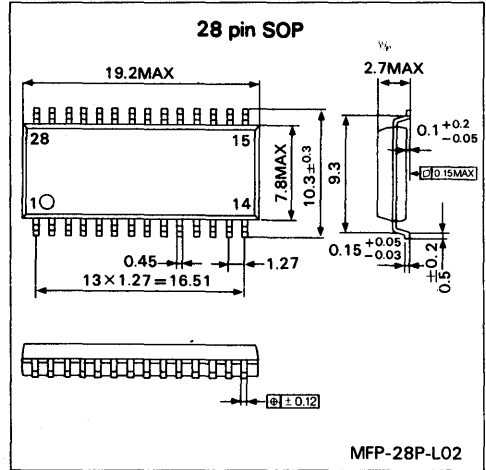 28 pin SOP
19.2MAX
2.7MAX
28
15
1
14
7.8MAX
10.3±0.3
9.3
0.1 +0.2 -0.05
▱ 0.15MAX
0.15 +0.05 -0.03
0.5 ±0.2
0.45
1.27
13×1.27=16.51
⌖ ±0.12
MFP-28P-L02